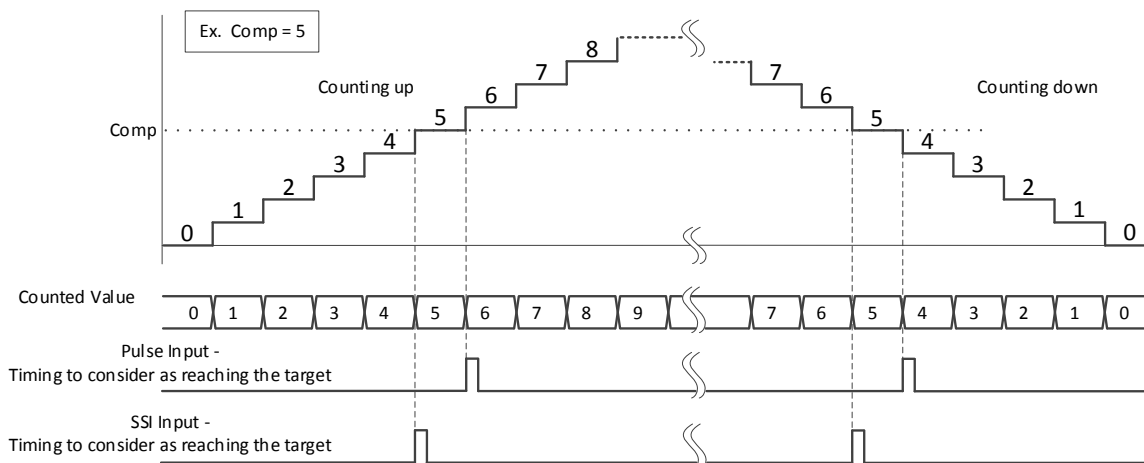 Ex. Comp = 5
8
7
7
6
6
Counting up
Counting down
5
5
Comp
4
4
3
3
2
2
1
1
0
0
Counted Value
0 1 2 3 4 5 6 7 8 9 7 6 5 4 3 2 1 0
Pulse Input -
Timing to consider as reaching the target
SSI Input -
Timing to consider as reaching the target